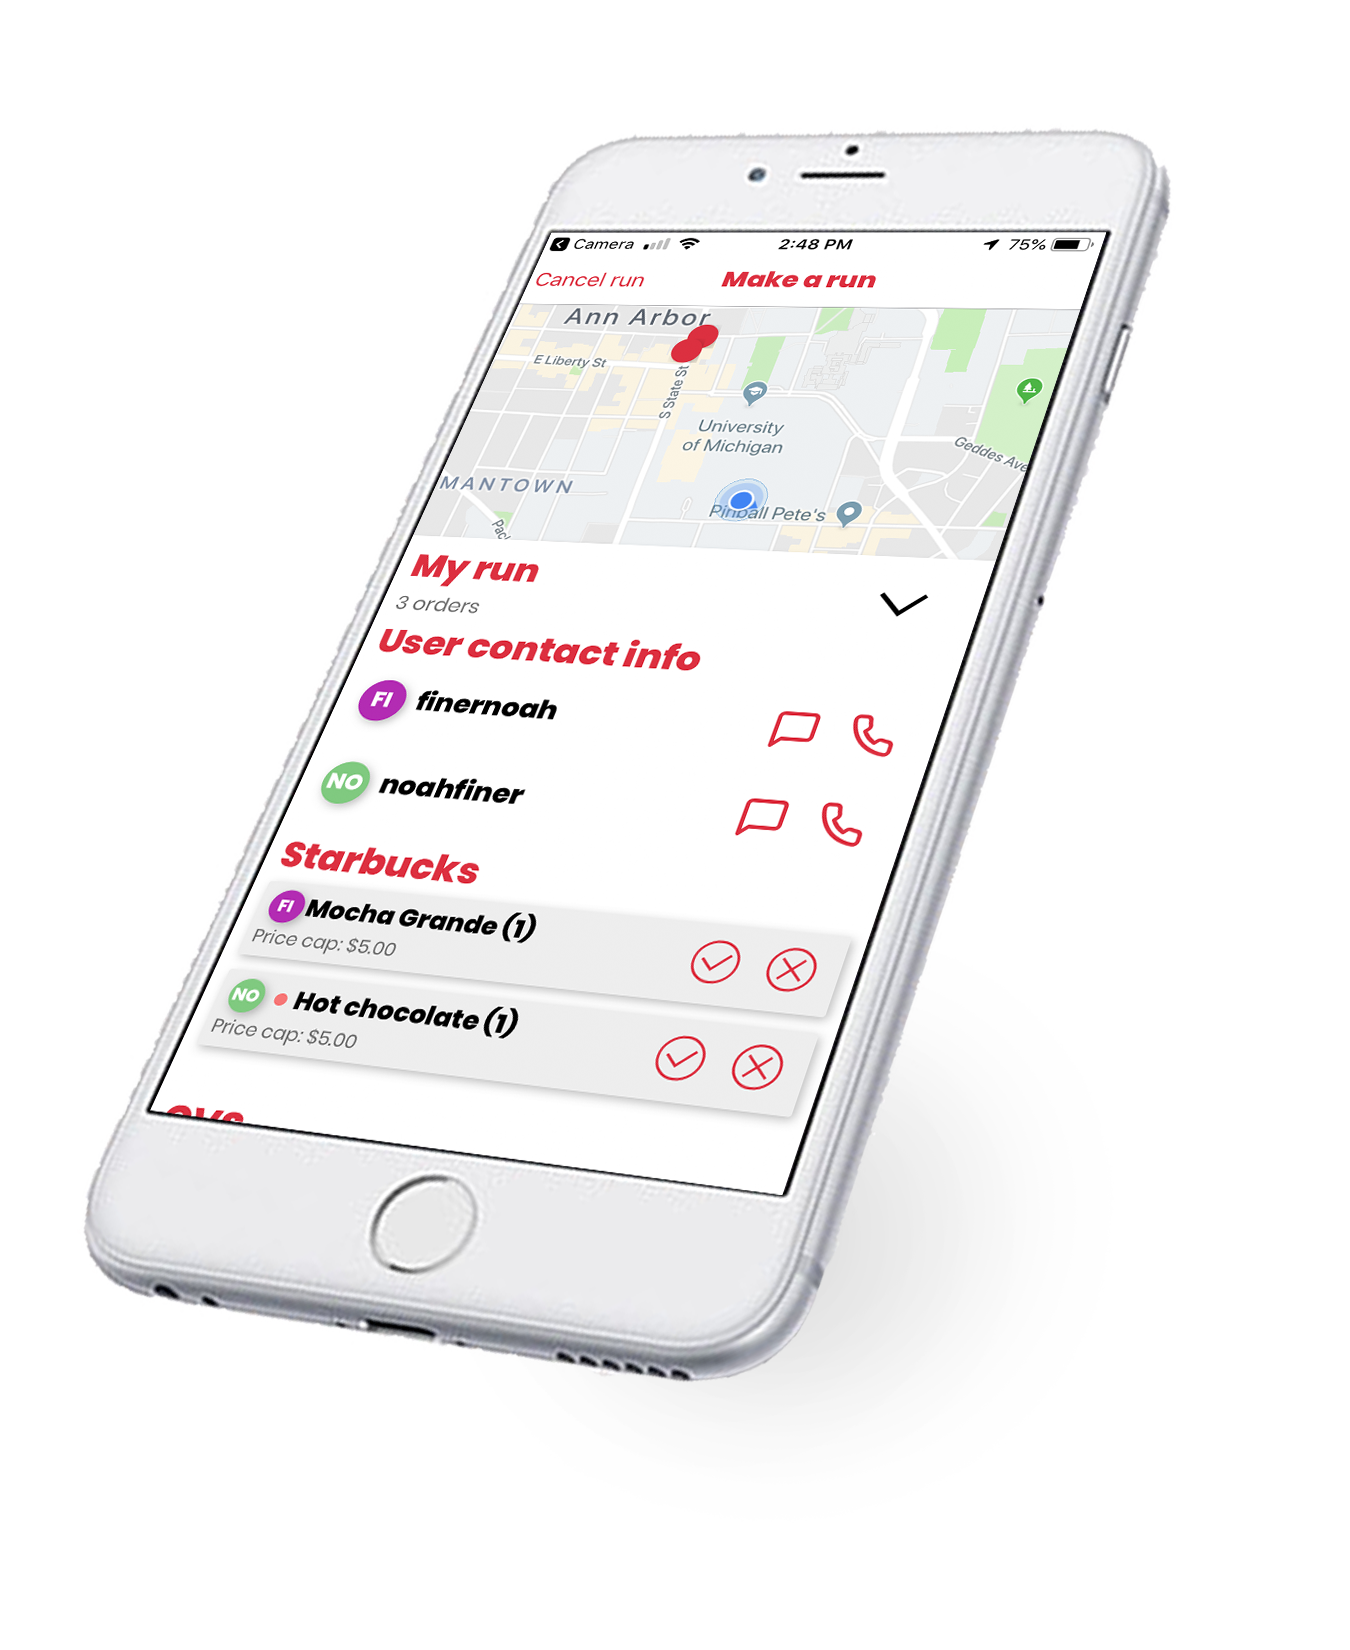 Camera 2:48 PM 75%
Cancel run Make a run
Ann Arbor
E Liberty St
S State St
University
of Michigan
Geddes Ave
MANTOWN
Pinball Pete's
My run
3 orders
User contact info
FI finernoah
NO noahfiner
Starbucks
FI Mocha Grande (1)
Price cap: $5.00
NO Hot chocolate (1)
Price cap: $5.00